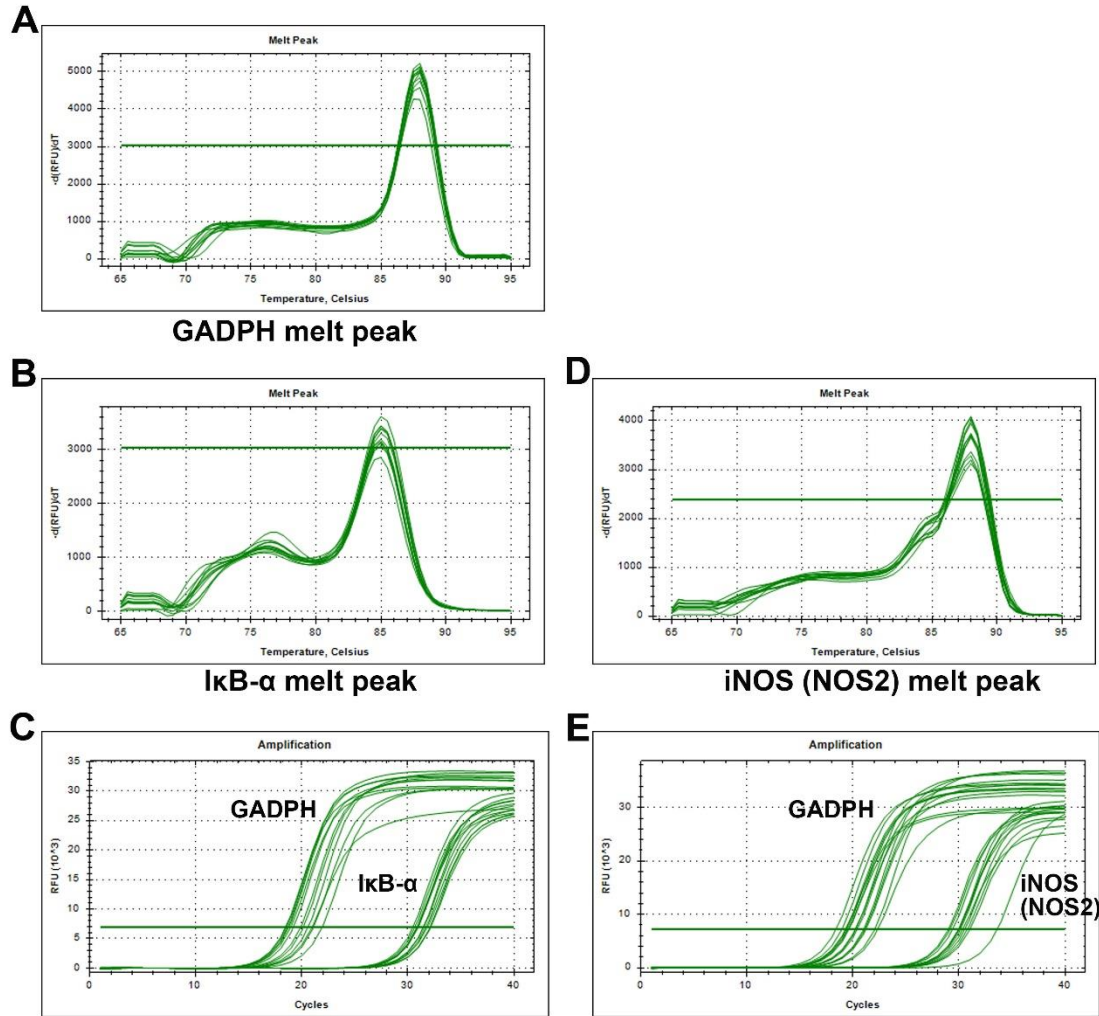 A
Melt Peak
5000
4000
3000
2000
1000
0
-d(RFU)/dT
65 70 75 80 85 90 95
Temperature, Celsius
GADPH melt peak
B
Melt Peak
3000
2000
1000
0
-d(RFU)/dT
65 70 75 80 85 90 95
Temperature, Celsius
IκB-α melt peak
D
Melt Peak
4000
3000
2000
1000
0
-d(RFU)/dT
65 70 75 80 85 90 95
Temperature, Celsius
iNOS (NOS2) melt peak
C
Amplification
35
30
25
20
15
10
5
0
RFU (10^3)
GADPH
IκB-α
0 10 20 30 40
Cycles
E
Amplification
30
20
10
0
RFU (10^3)
GADPH
iNOS
(NOS2)
0 10 20 30 40
Cycles